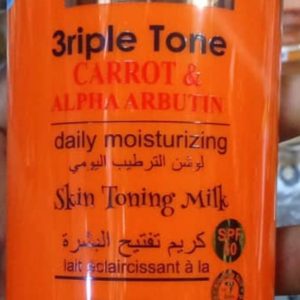 3riple Tone
CARROT &
ALPHA ARBUTIN
daily moisturizing
لوشن الترطيب اليومي
Skin Toning Milk
كريم تفتيح البشرة
lait éclaircissant à la
SPF